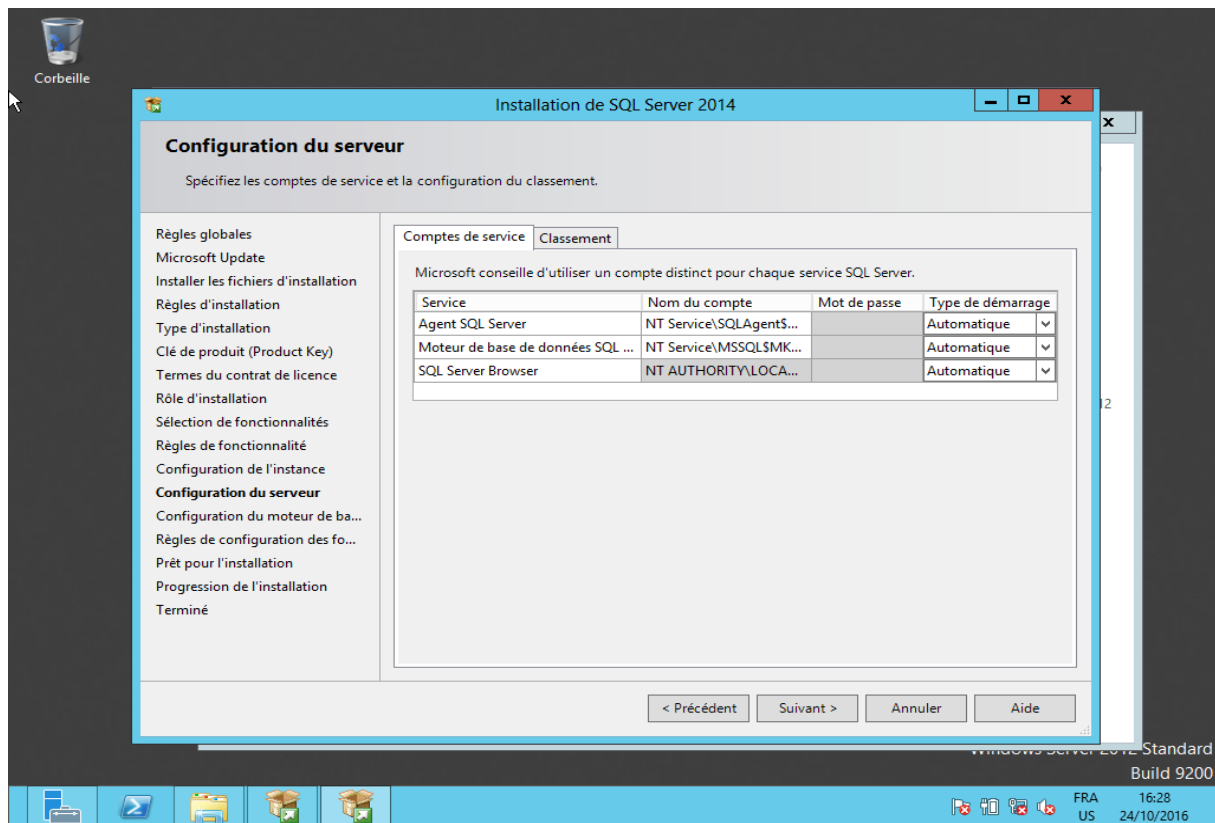 Corbeille
Installation de SQL Server 2014
Configuration du serveur
Spécifiez les comptes de service et la configuration du classement.
Règles globales
Microsoft Update
Installer les fichiers d'installation
Règles d'installation
Type d'installation
Clé de produit (Product Key)
Termes du contrat de licence
Rôle d'installation
Sélection de fonctionnalités
Règles de fonctionnalité
Configuration de l'instance
Configuration du serveur
Configuration du moteur de ba...
Règles de configuration des fo...
Prêt pour l'installation
Progression de l'installation
Terminé
Comptes de service Classement
Microsoft conseille d'utiliser un compte distinct pour chaque service SQL Server.
Service Nom du compte Mot de passe Type de démarrage
Agent SQL Server NT Service\SQLAgent$... Automatique
Moteur de base de données SQL ... NT Service\MSSQL$MK... Automatique
SQL Server Browser NT AUTHORITY\LOCA... Automatique
12
< Précédent Suivant > Annuler Aide
Windows Server 2012 Standard
Build 9200
FRA 16:28
US 24/10/2016